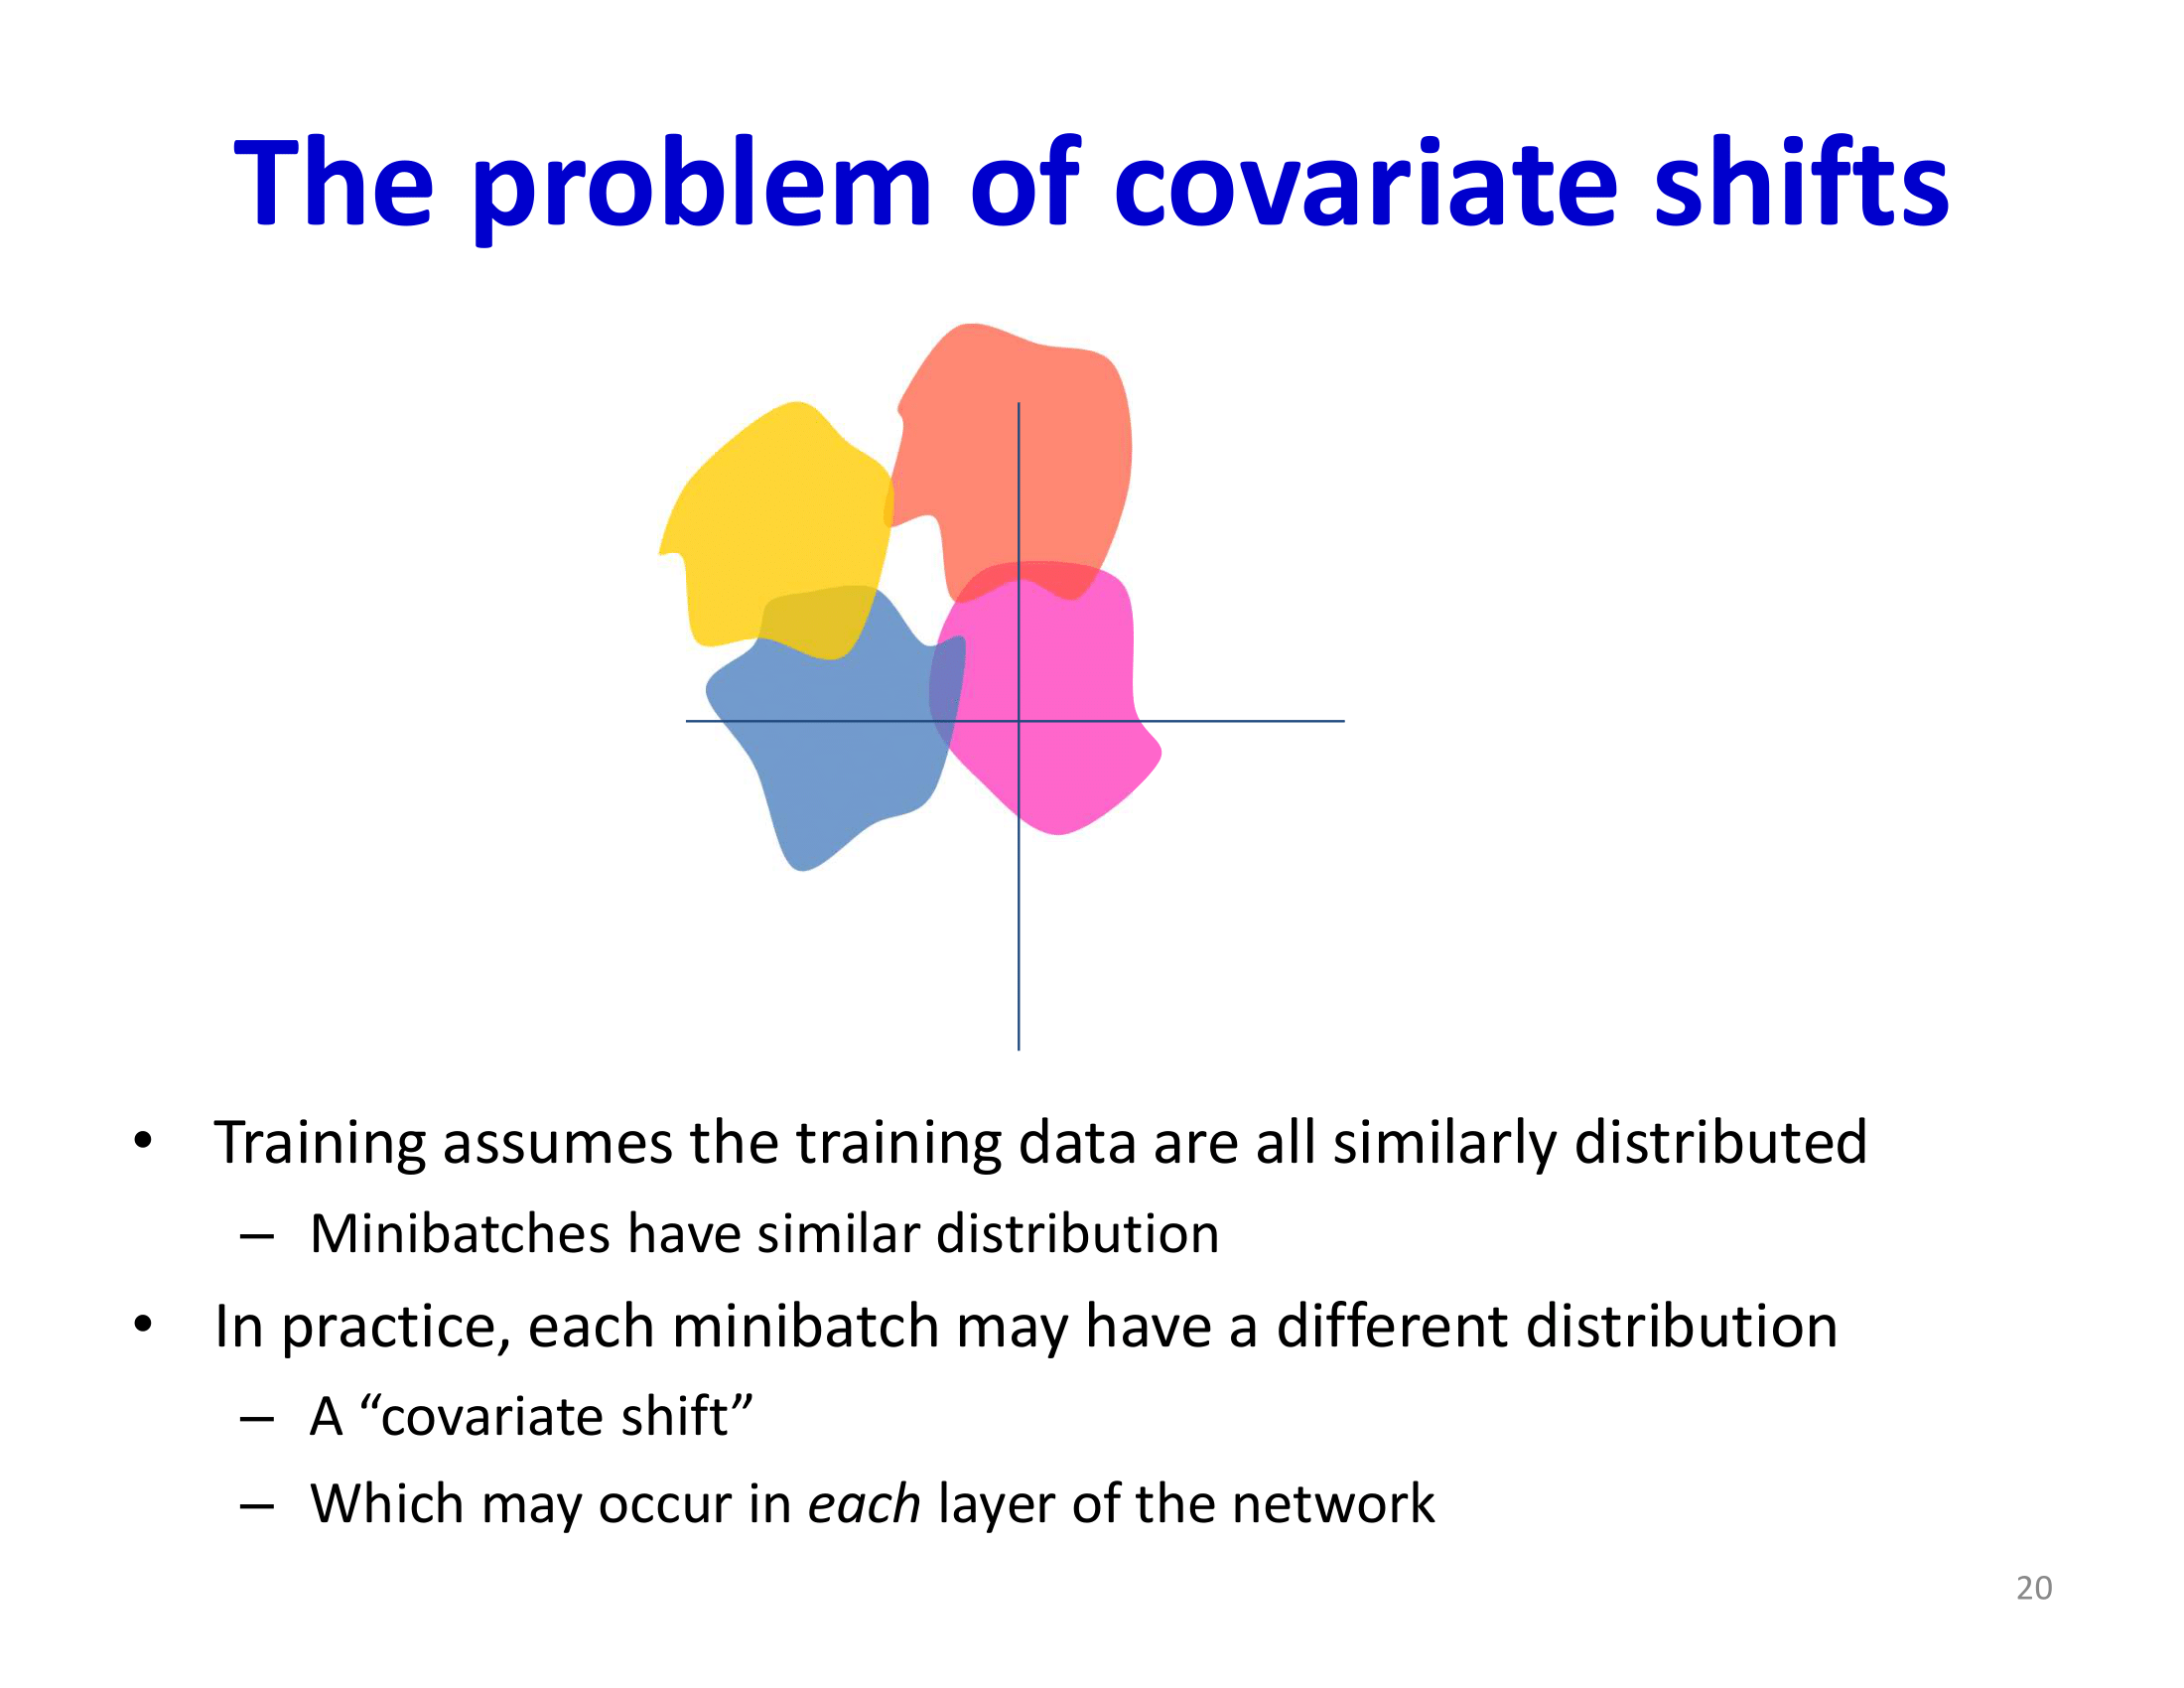 The problem of covariate shifts
• Training assumes the training data are all similarly distributed
– Minibatches have similar distribution
• In practice, each minibatch may have a different distribution
– A “covariate shift”
– Which may occur in each layer of the network
20